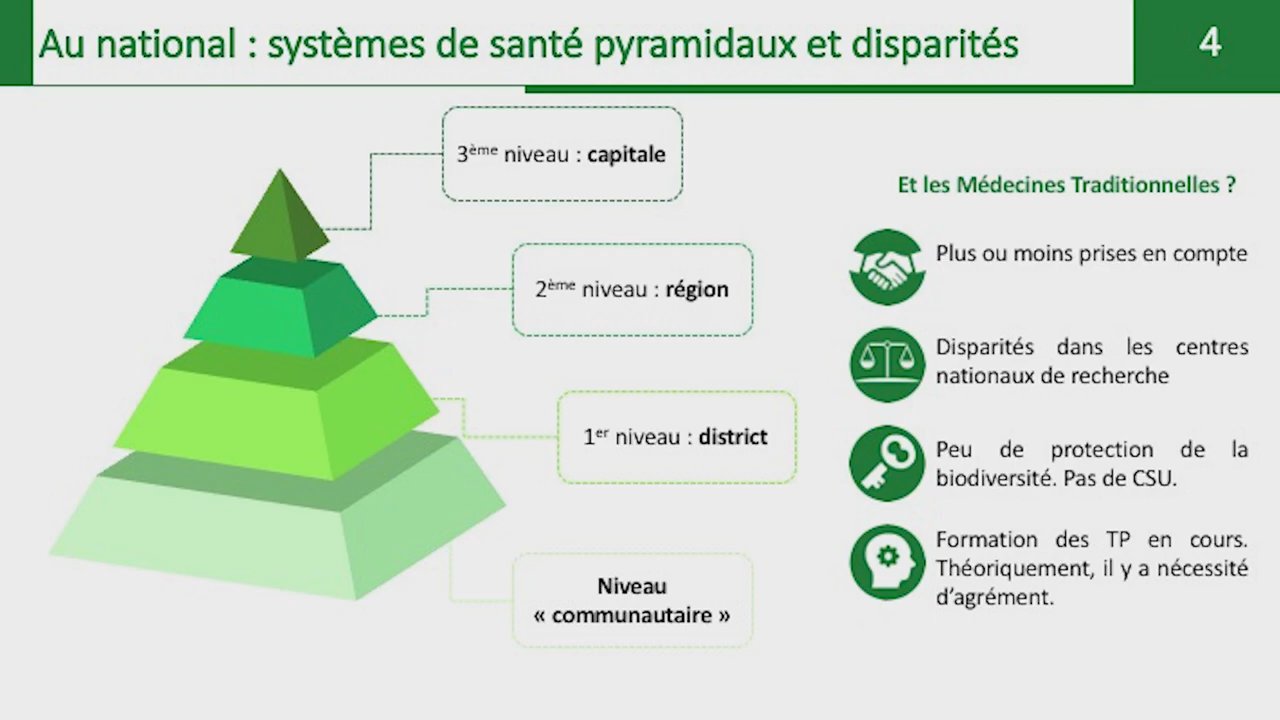 Au national : systèmes de santé pyramidaux et disparités
4
3ème niveau : capitale
2ème niveau : région
1er niveau : district
Niveau
« communautaire »
Et les Médecines Traditionnelles ?
Plus ou moins prises en compte
Disparités dans les centres
nationaux de recherche
Peu de protection de la
biodiversité. Pas de CSU.
Formation des TP en cours.
Théoriquement, il y a nécessité
d'agrément.